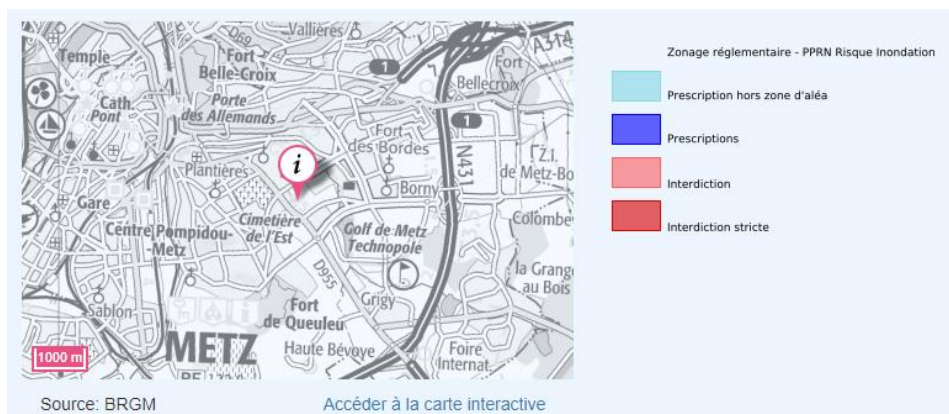 Vallières
D69
Temple
Fort
Belle-Croix
A314
Fort
Bellecroix
1
Cath.
Pont
Porte
des Allemands
1
Fort
des Bordes
Z.I.
de Metz-Bo
Plantières
i
N431
Borny
Gare
Cimetière
de l'Est
Colombe
Centre Pompidou-
-Metz
Golf de Metz
Technopole
la Grang
au Bois
D955
Grigy
Sablon
Fort
de Queuleu
METZ
Haute Bévoye
Foire
Internat.
1000 m
Source: BRGM
Accéder à la carte interactive
Zonage réglementaire - PPRN Risque Inondation
Prescription hors zone d'aléa
Prescriptions
Interdiction
Interdiction stricte